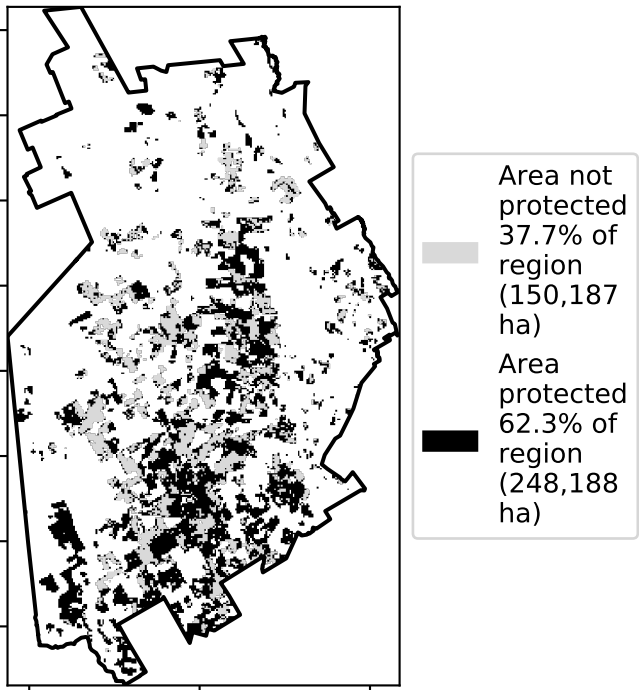 Area not
protected
37.7% of
region
(150,187
ha)
Area
protected
62.3% of
region
(248,188
ha)